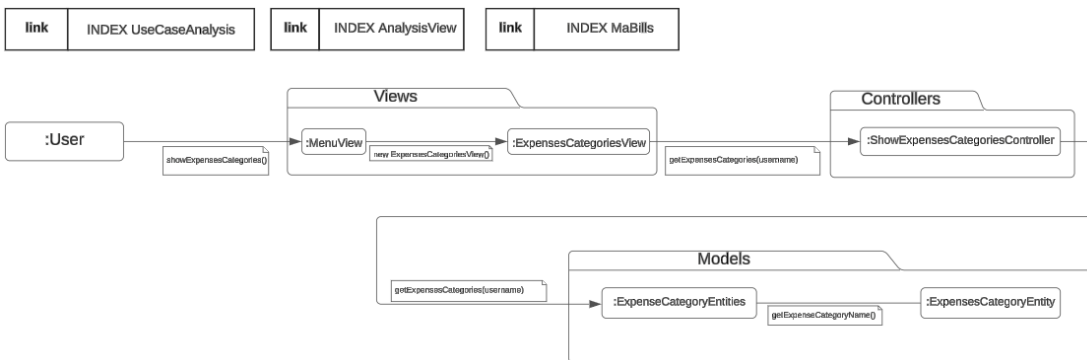 link INDEX UseCaseAnalysis link INDEX AnalysisView link INDEX MaBills
Views
Controllers
:User
:MenuView
:ExpensesCategoriesView
:ShowExpensesCategoriesController
showExpensesCategories()
new ExpensesCategoriesView()
getExpensesCategories(username)
Models
getExpensesCategories(username)
:ExpenseCategoryEntities
:ExpensesCategoryEntity
getExpenseCategoryName()